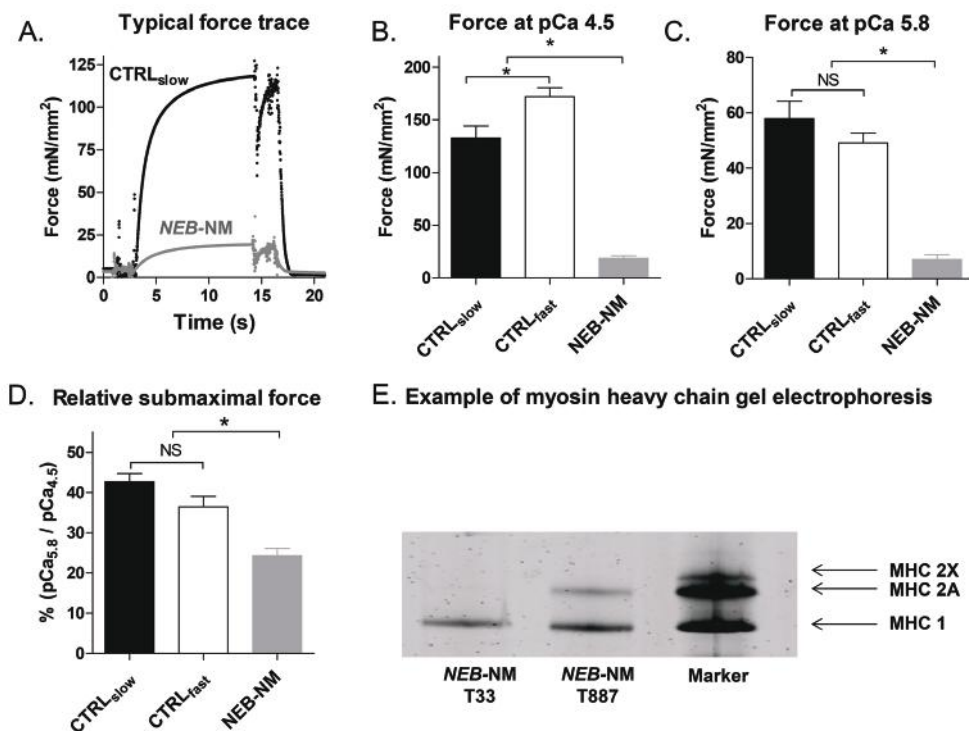 A. Typical force trace
CTRLslow
NEB-NM
Force (mN/mm²)
125
100
75
50
25
0
0 5 10 15 20
Time (s)
B. Force at pCa 4.5
*
*
Force (mN/mm²)
200
150
100
50
0
CTRLslow CTRLfast NEB-NM
C. Force at pCa 5.8
*
NS
Force (mN/mm²)
80
60
40
20
0
CTRLslow CTRLfast NEB-NM
D. Relative submaximal force
*
NS
% (pCa5.8 / pCa4.5)
50
40
30
20
10
0
CTRLslow CTRLfast NEB-NM
E. Example of myosin heavy chain gel electrophoresis
MHC 2X
MHC 2A
MHC 1
NEB-NM NEB-NM Marker
T33 T887